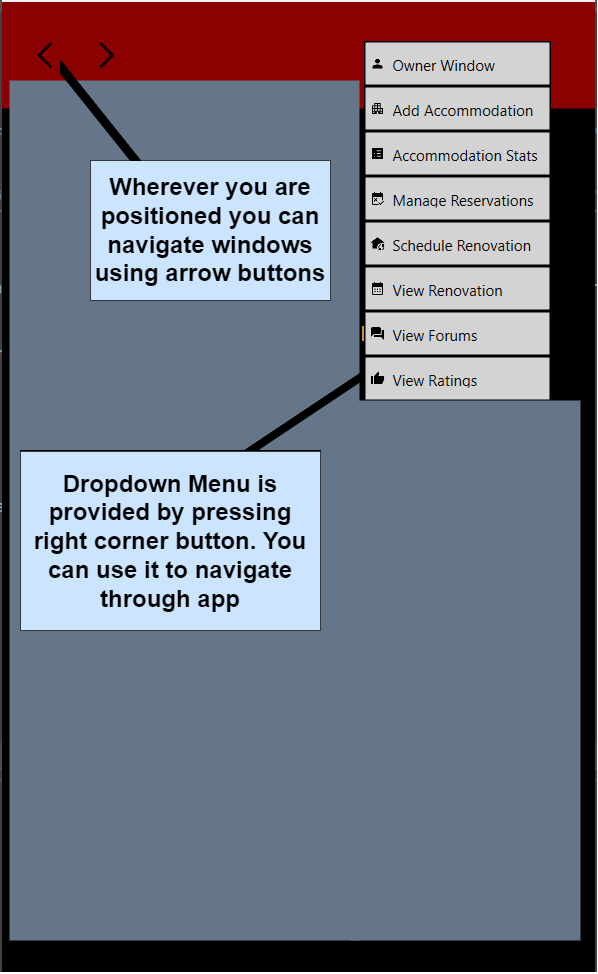 Owner Window
Add Accommodation
Accommodation Stats
Manage Reservations
Schedule Renovation
View Renovation
View Forums
View Ratings
Wherever you are
positioned you can
navigate windows
using arrow buttons
Dropdown Menu is
provided by pressing
right corner button. You
can use it to navigate
through app